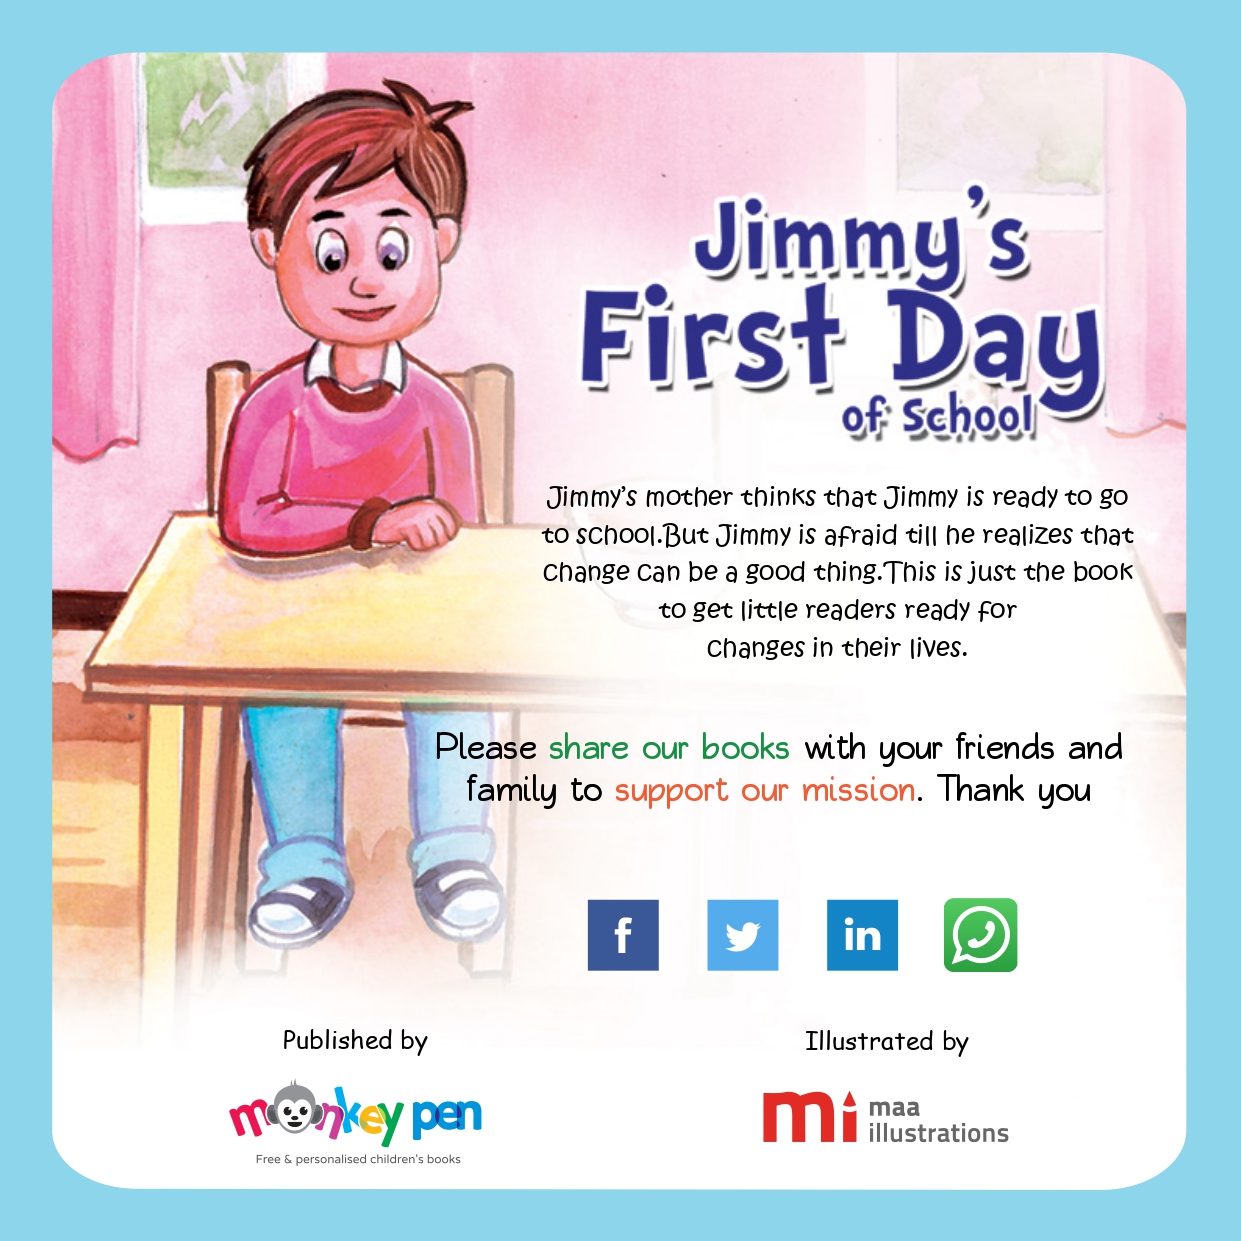 Jimmy's
First Day
of School
Jimmy's mother thinks that Jimmy is ready to go
to school.But Jimmy is afraid till he realizes that
change can be a good thing.This is just the book
to get little readers ready for
changes in their lives.
Please share our books with your friends and
family to support our mission. Thank you
f
in
Published by
Illustrated by
monkey pen
Free & personalised children's books
mi maa
illustrations